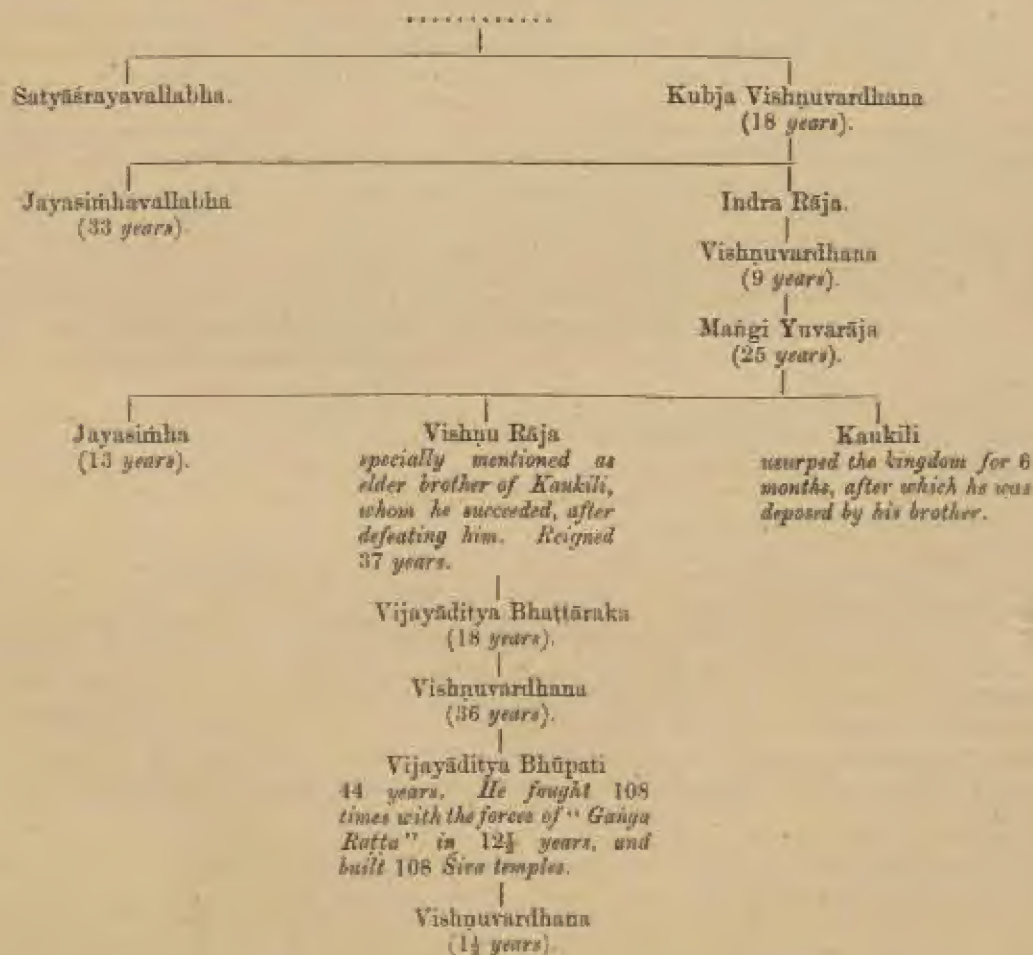 ............
Satyāśrayavallabha.
Kubja Vishṇuvardhana
(18 years).
Jayasiṁhavallabha
(33 years)
Indra Rāja.
Vishṇuvardhana
(9 years).
Maṅgi Yuvarāja
(25 years).
Jayasiṁha
(13 years).
Vishṇu Rāja
specially mentioned as
elder brother of Kaukili,
whom he succeeded, after
defeating him. Reigned
37 years.
Kaukili
usurped the kingdom for 6
months, after which he was
deposed by his brother.
Vijayāditya Bhaṭṭāraka
(18 years).
Vishṇuvardhana
(36 years).
Vijayāditya Bhūpati
44 years. He fought 108
times with the forces of “ Gaṅga
Raṭṭa ” in 12½ years, and
built 108 Śiva temples.
Vishṇuvardhana
(1½ years).